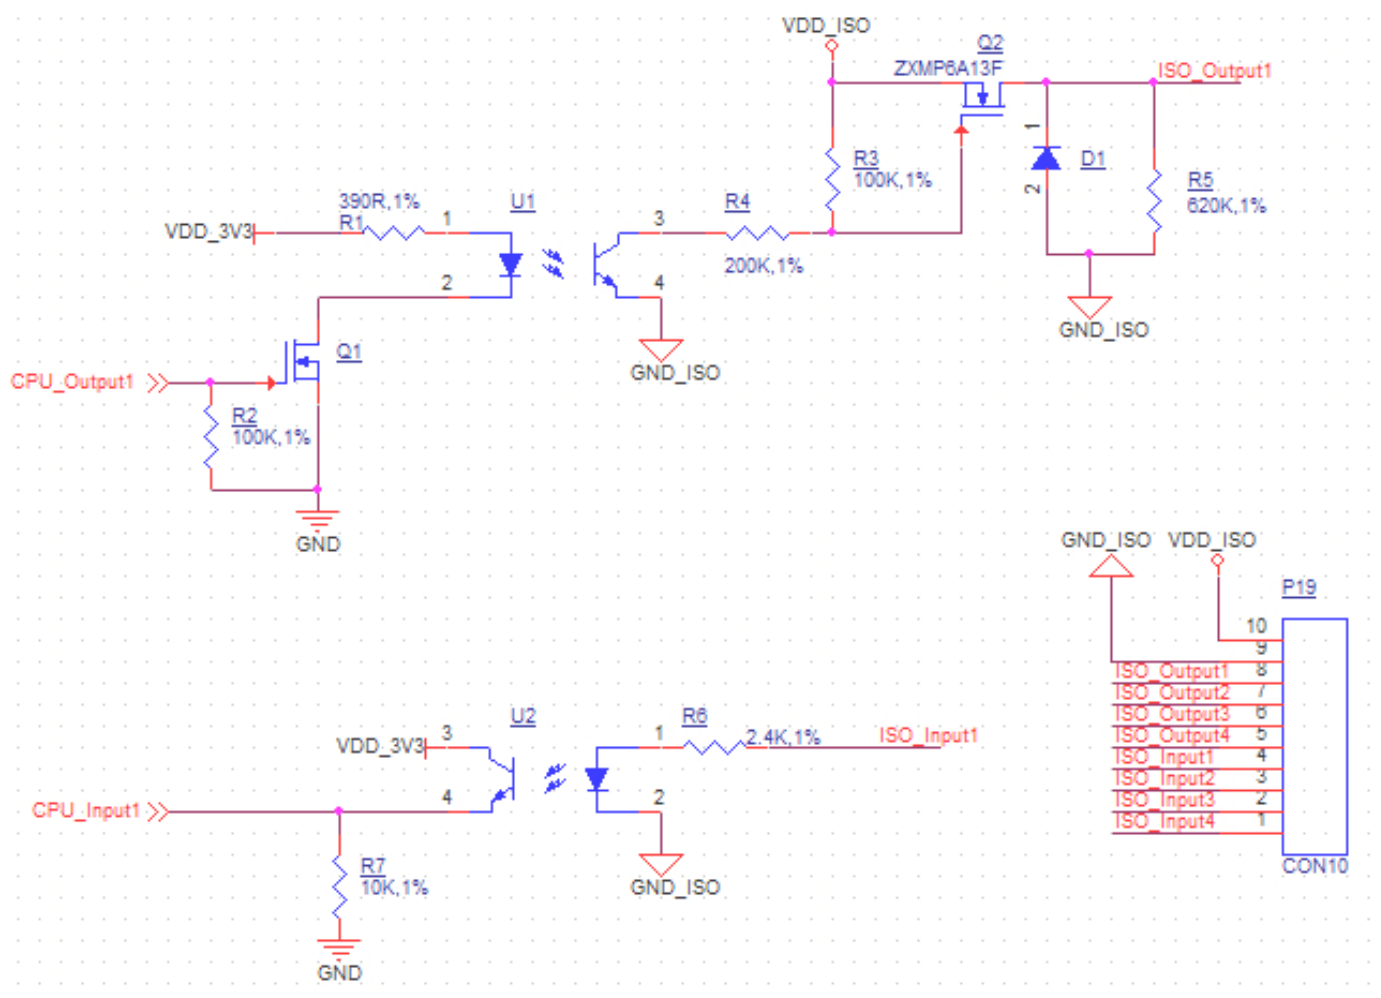 VDD_ISO
Q2
ZXMP6A13F
ISO_Output1
1
D1
2
R3
100K,1%
R5
620K,1%
390R,1%
R1
VDD_3V3
1
U1
3
R4
200K,1%
2
4
GND_ISO
GND_ISO
Q1
CPU_Output1
R2
100K,1%
GND
GND_ISO
VDD_ISO
P19
10
9
ISO_Output1 8
ISO_Output2 7
ISO_Output3 6
ISO_Output4 5
ISO_Input1 4
ISO_Input2 3
ISO_Input3 2
ISO_Input4 1
CON10
VDD_3V3
3
U2
1
R6
2.4K,1%
ISO_Input1
CPU_Input1
4
2
R7
10K,1%
GND_ISO
GND